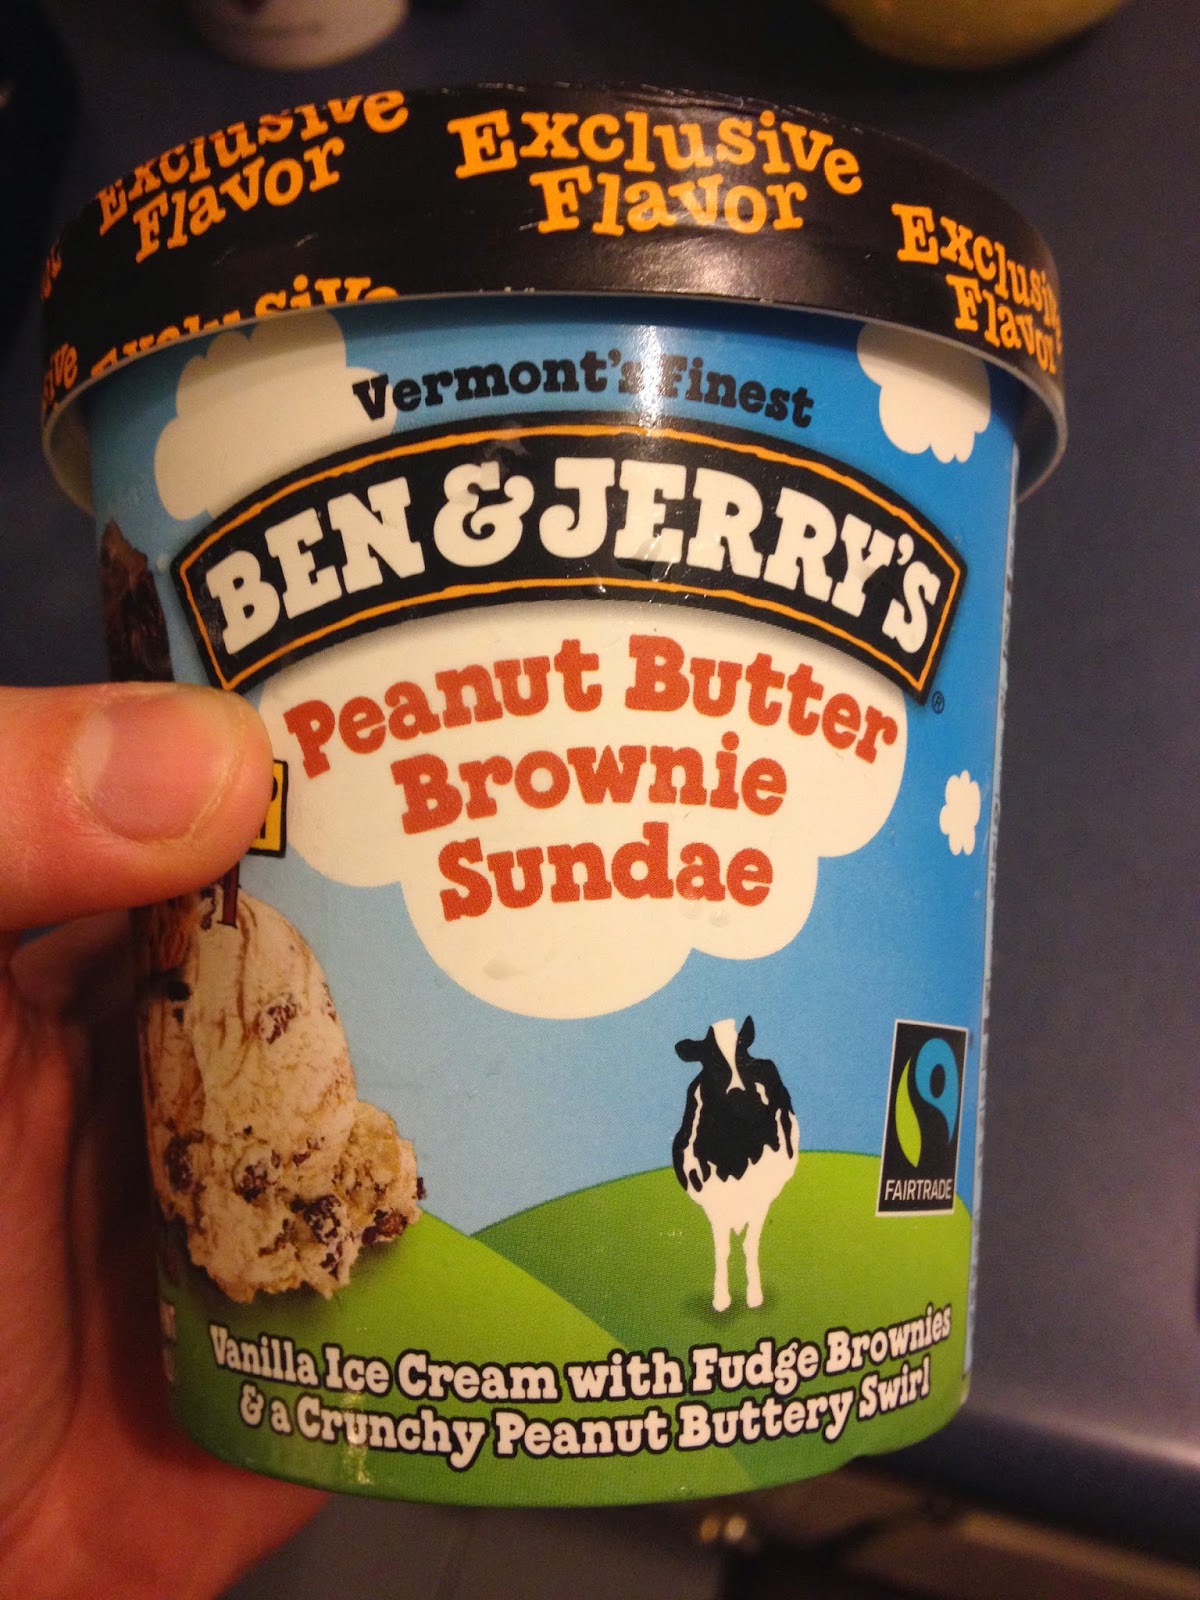 Exclusive
Flavor
Exclusive
Flavor
Exclusive
Flavor
Vermont's Finest
BEN & JERRY'S
®
Peanut Butter
Brownie
Sundae
FAIRTRADE
Vanilla Ice Cream with Fudge Brownies
& a Crunchy Peanut Buttery Swirl